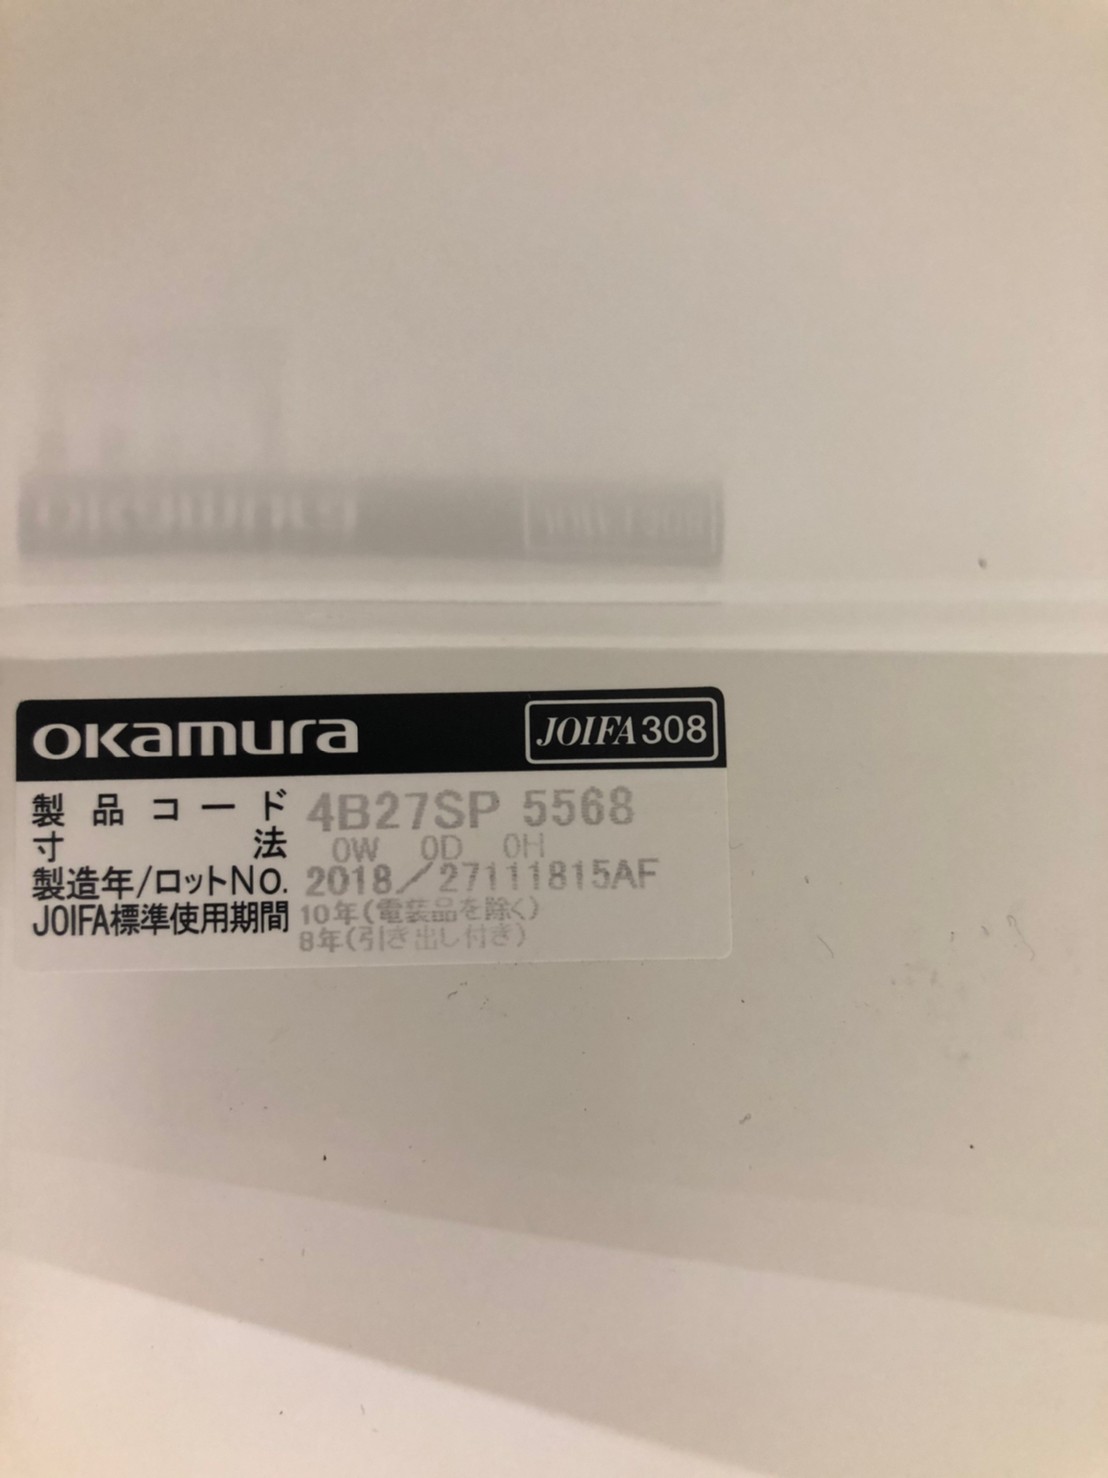 okamura JOIFA308
製品コード 4B27SP 5568
寸法 0W 0D 0H
製造年/ロットNo. 2018/27111815AF
JOIFA標準使用期間 10年(電装品を除く)
8年(引き出し付き)